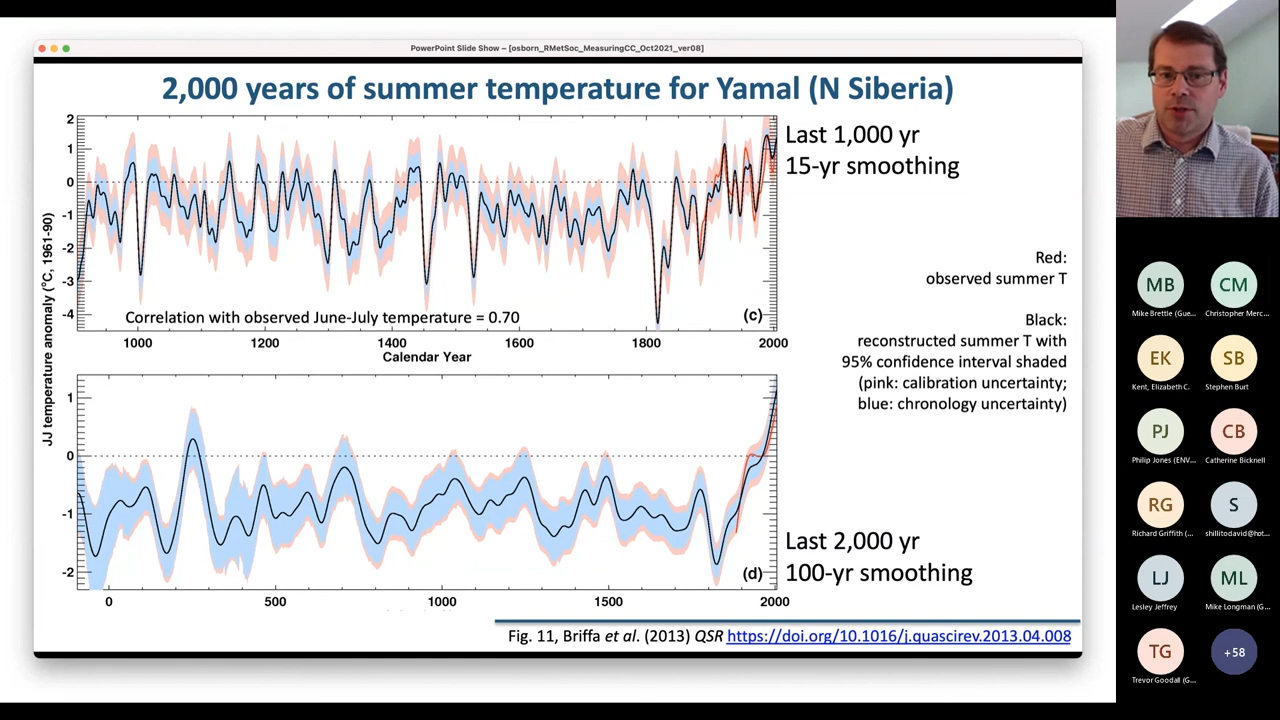 PowerPoint Slide Show – [osborn_RMetSoc_MeasuringCC_Oct2021_ver08]
2,000 years of summer temperature for Yamal (N Siberia)
JJ temperature anomaly (°C, 1961-90)
2
1
0
-1
-2
-3
-4
Correlation with observed June-July temperature = 0.70
(c)
1000 1200 1400 1600 1800 2000
Calendar Year
Last 1,000 yr
15-yr smoothing
Red:
observed summer T
Black:
reconstructed summer T with
95% confidence interval shaded
(pink: calibration uncertainty;
blue: chronology uncertainty)
1
0
-1
-2
(d)
0 500 1000 1500 2000
Last 2,000 yr
100-yr smoothing
Fig. 11, Briffa et al. (2013) QSR https://doi.org/10.1016/j.quascirev.2013.04.008
MB CM
Mike Brettle (Gue... Christopher Merc...
EK SB
Kent, Elizabeth C. Stephen Burt
PJ CB
Philip Jones (ENV... Catherine Bicknell
RG S
Richard Griffith (... shillitodavid@hot...
LJ ML
Lesley Jeffrey Mike Longman (G...
TG +58
Trevor Goodall (G...